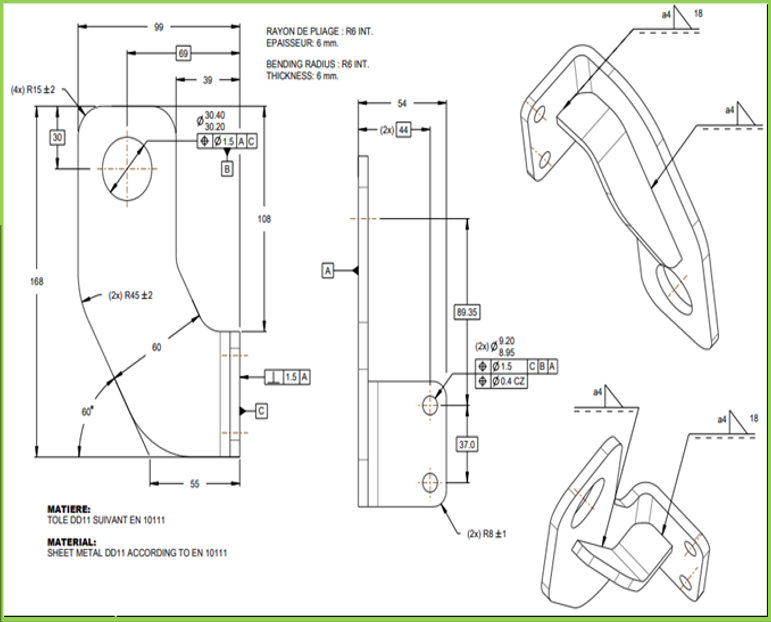 99
69
39
(4x) R15 ±2
RAYON DE PLIAGE : R6 INT.
EPAISSEUR: 6 mm.
BENDING RADIUS : R6 INT.
THICKNESS: 6 mm.
a4 18
30
Ø 30.40
30.20
⌖ Ø 1.5 A C
B
54
(2x) 44
a4
108
168
A
(2x) R45 ±2
89.35
60
(2x) Ø 9.20
8.95
⌖ Ø 1.5 C B A
⌖ Ø 0.4 CZ
⊥ 1.5 A
C
60°
37.0
a4
a4 18
55
(2x) R8 ±1
MATIERE:
TOLE DD11 SUIVANT EN 10111
MATERIAL:
SHEET METAL DD11 ACCORDING TO EN 10111